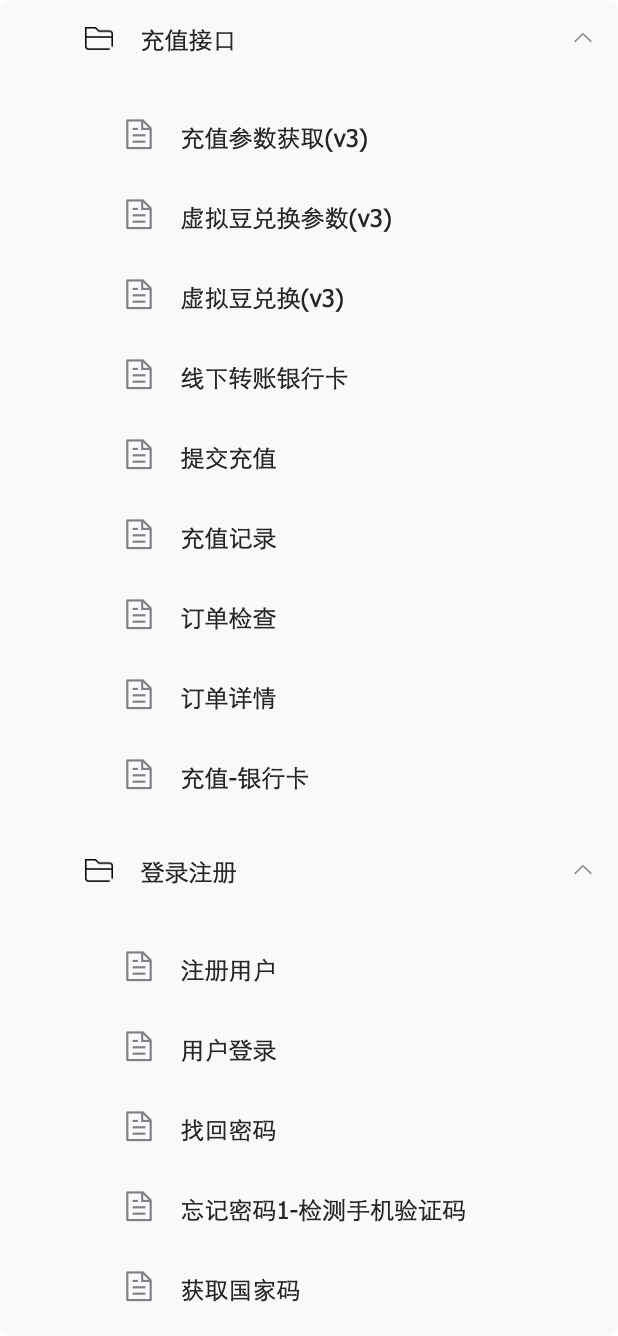 充值接口
充值参数获取(v3)
虚拟豆兑换参数(v3)
虚拟豆兑换(v3)
线下转账银行卡
提交充值
充值记录
订单检查
订单详情
充值-银行卡
登录注册
注册用户
用户登录
找回密码
忘记密码1-检测手机验证码
获取国家码